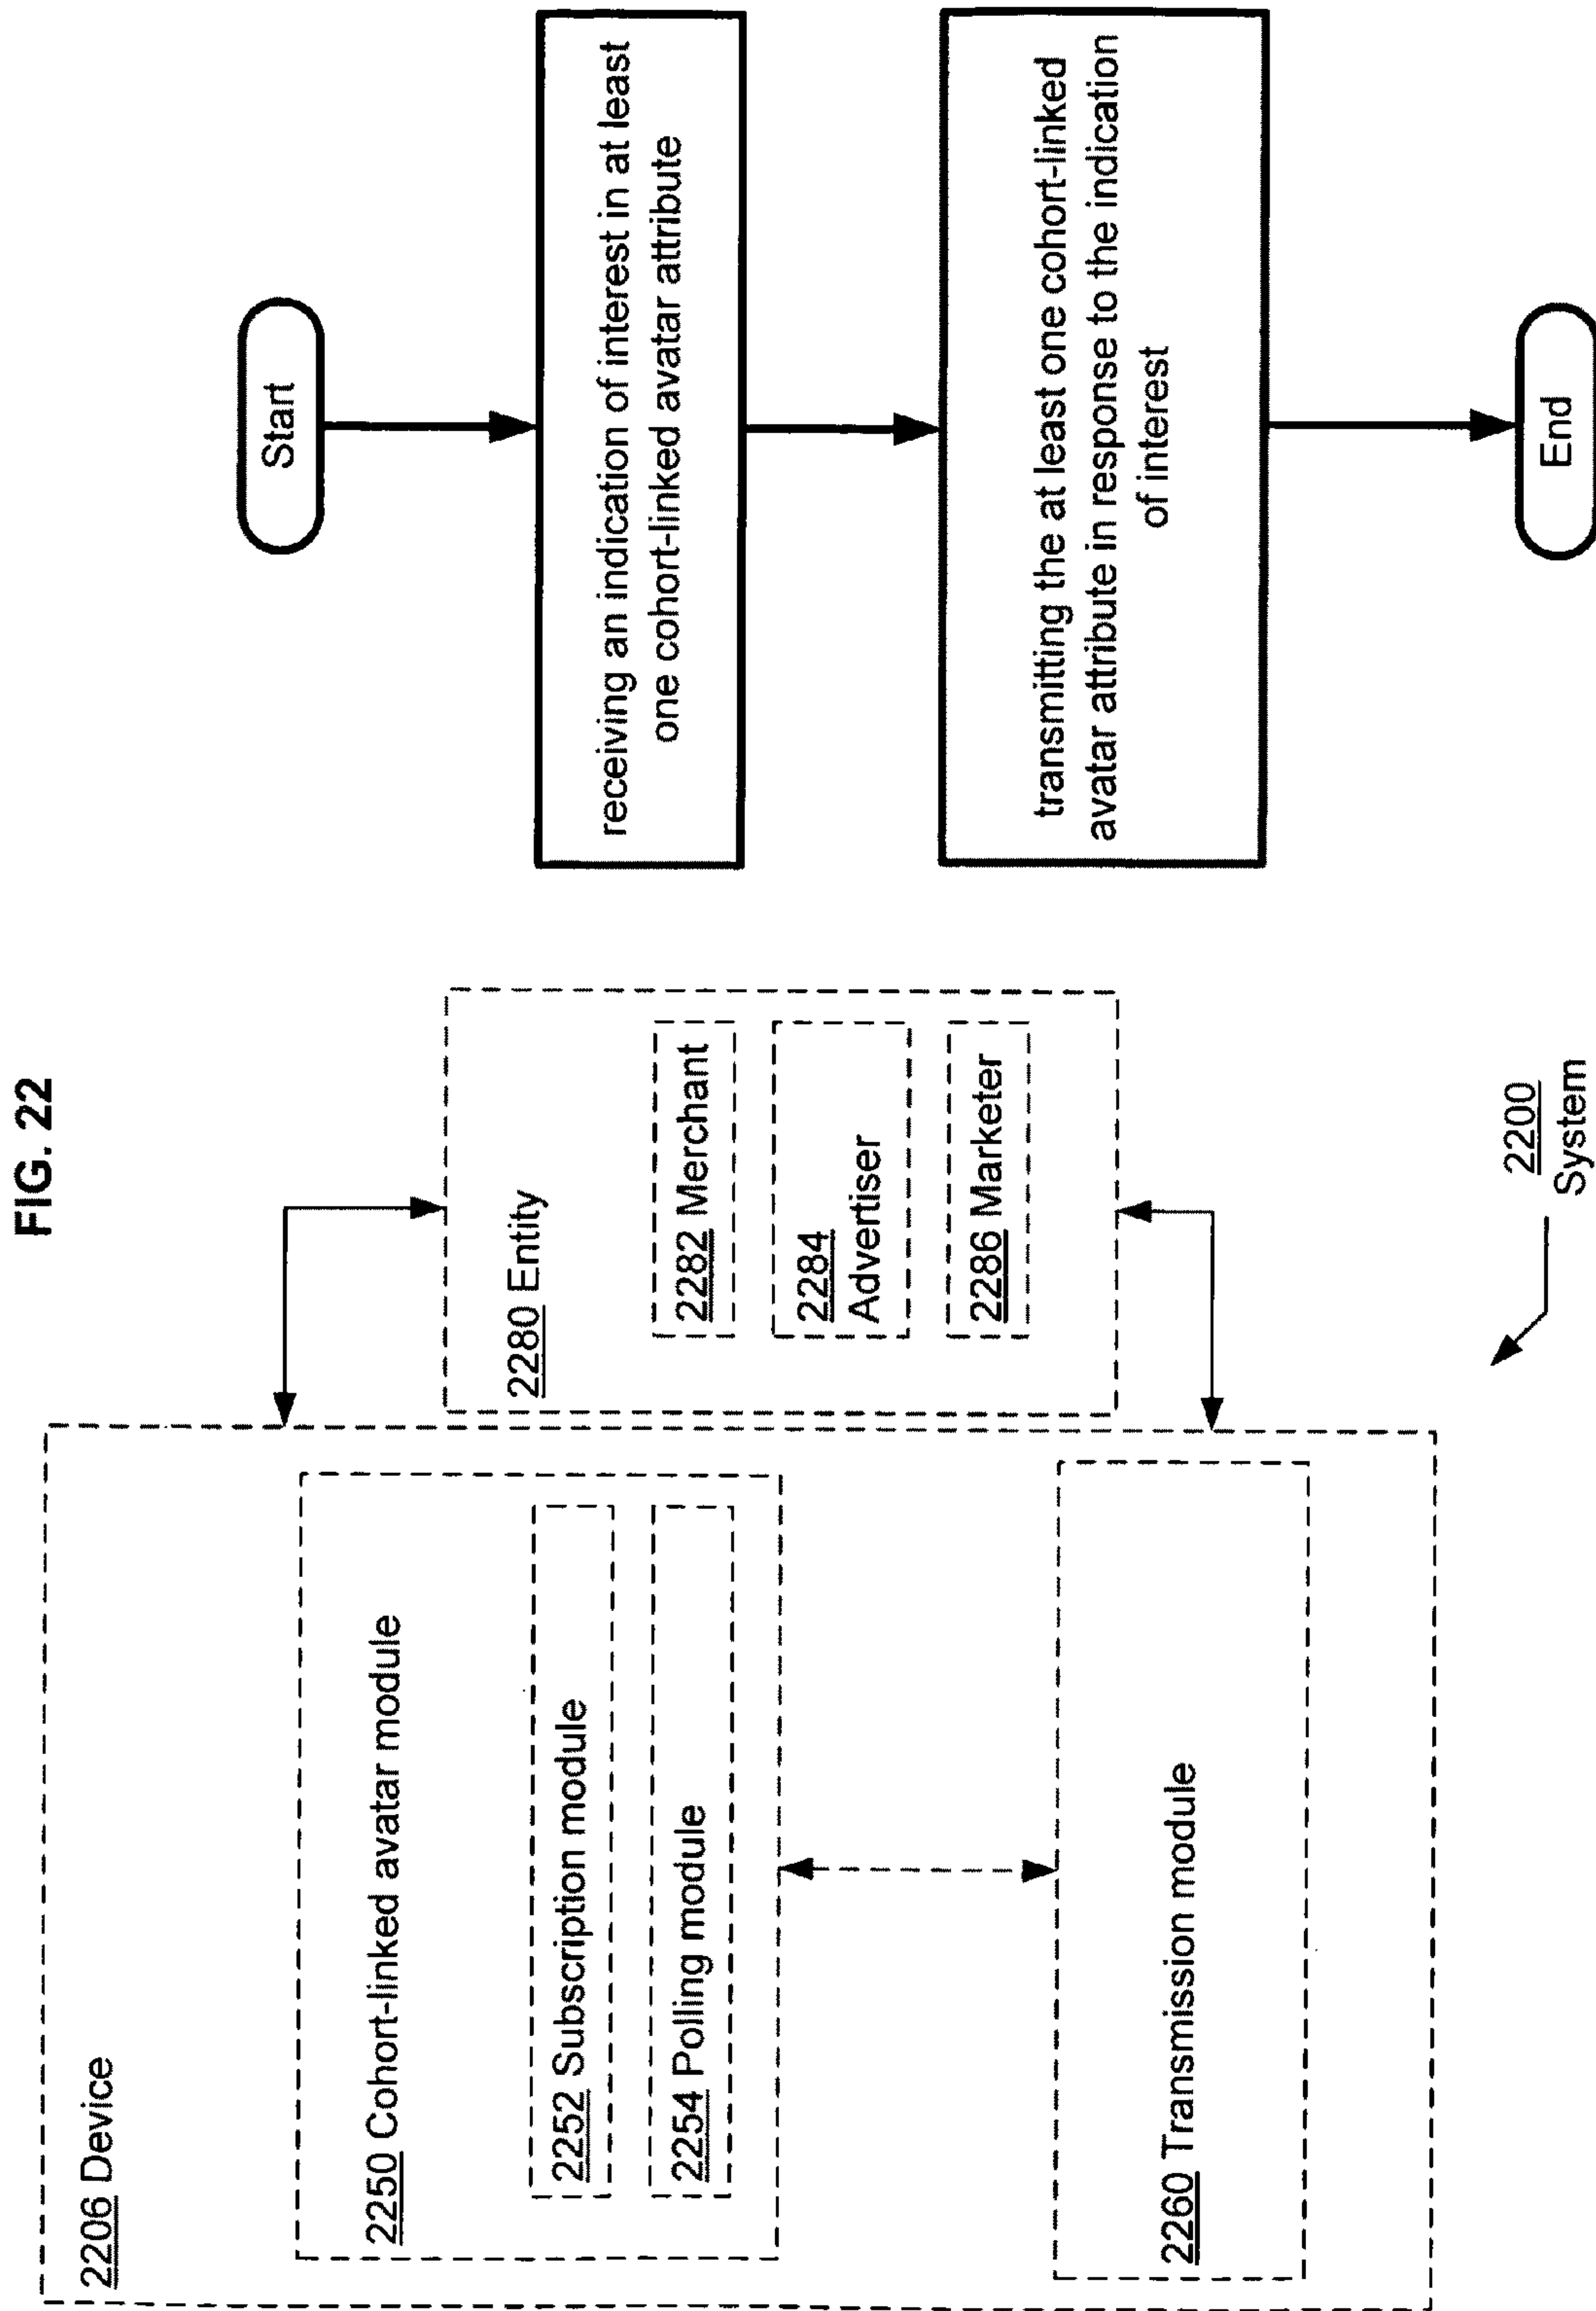 FIG. 22
2206 Device
2250 Cohort-linked avatar module
2252 Subscription module
2254 Polling module
2260 Transmission module
2280 Entity
2282 Merchant
2284
Advertiser
2286 Marketer
2200
System
Start
receiving an indication of interest in at least
one cohort-linked avatar attribute
transmitting the at least one cohort-linked
avatar attribute in response to the indication
of interest
End